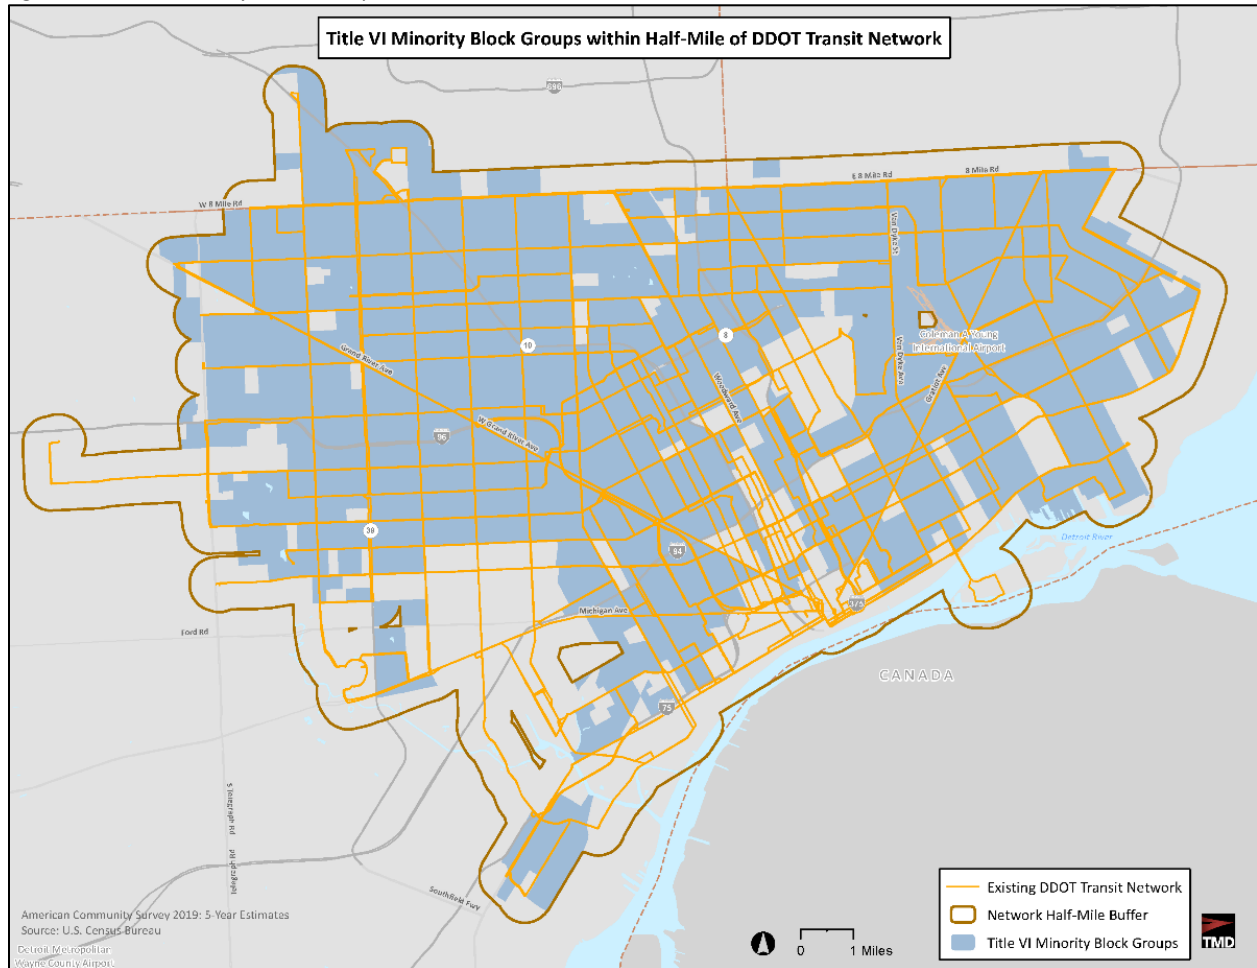 Title VI Minority Block Groups within Half-Mile of DDOT Transit Network
696
W 8 Mile Rd
E 8 Mile Rd
8 Mile Rd
Van Dyke St
Coleman A Young
International Airport
Grand River Ave
10
8
Van Dyke Ave
Gratiot Ave
Woodward Ave
96
W Grand River Ave
39
94
Detroit River
Michigan Ave
375
Ford Rd
CANADA
75
S Telegraph Rd
Telegraph Rd
Southfield Fwy
American Community Survey 2019: 5-Year Estimates
Source: U.S. Census Bureau
Detroit Metropolitan
Wayne County Airport
0 1 Miles
Existing DDOT Transit Network
Network Half-Mile Buffer
Title VI Minority Block Groups
TMD